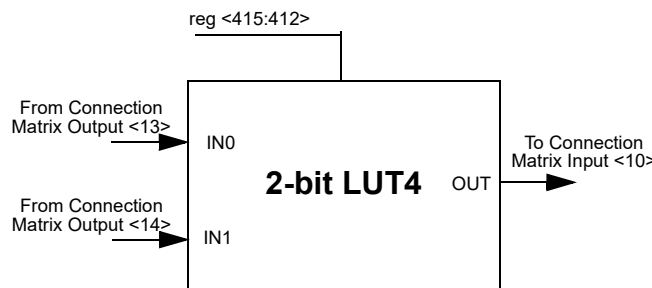 reg <415:412>
From Connection
Matrix Output <13>
IN0
2-bit LUT4
OUT
To Connection
Matrix Input <10>
From Connection
Matrix Output <14>
IN1